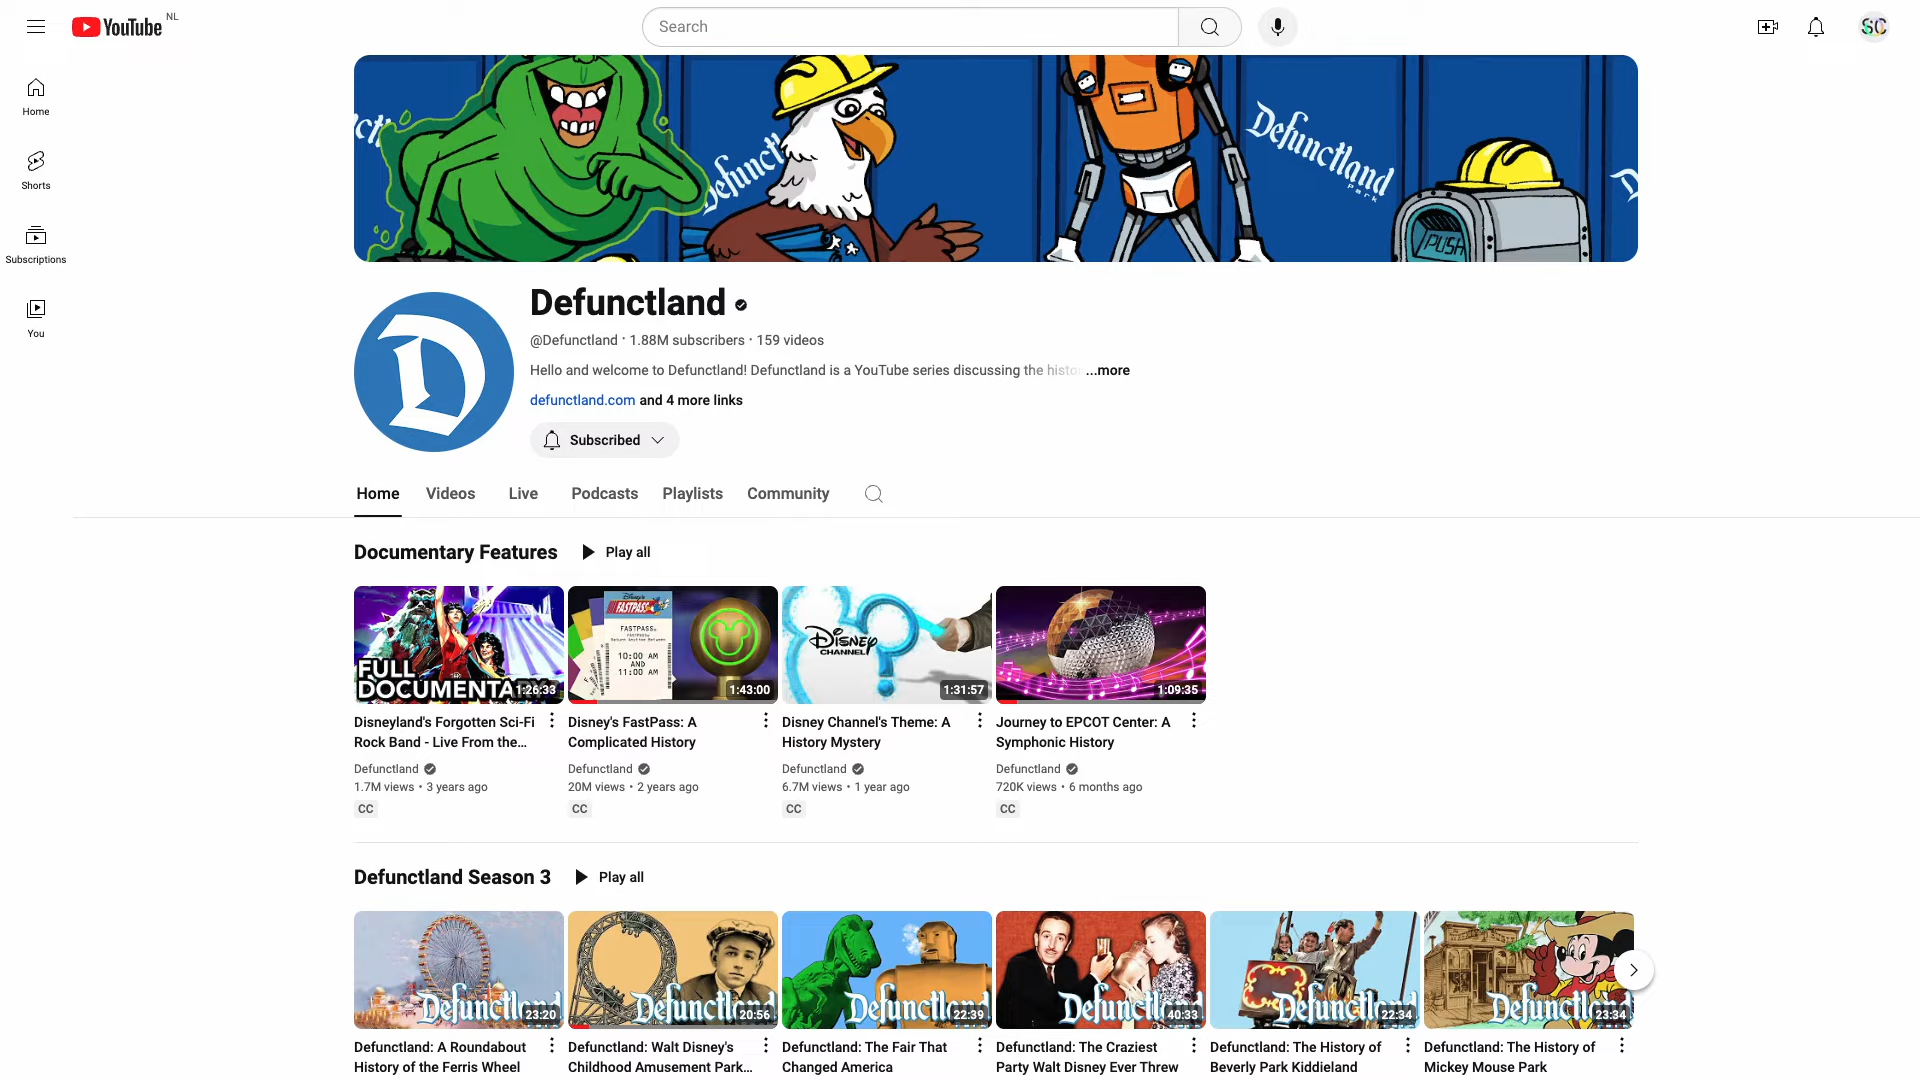 YouTube NL
Search
Home
Shorts
Subscriptions
You
Defunctland
Defunctland
Park
PUSH
Defunctland
@Defunctland · 1.88M subscribers · 159 videos
Hello and welcome to Defunctland! Defunctland is a YouTube series discussing the histo ...more
defunctland.com and 4 more links
Subscribed
Home Videos Live Podcasts Playlists Community
Documentary Features Play all
FULL
DOCUMENTARY
1:26:33
Disney's
FASTPASS
FASTPASS
10:00 AM
AND
11:00 AM
1:43:00
Disney
CHANNEL
1:31:57
1:09:35
Disneyland's Forgotten Sci-Fi
Rock Band - Live From the...
Defunctland
1.7M views • 3 years ago
CC
Disney's FastPass: A
Complicated History
Defunctland
20M views • 2 years ago
CC
Disney Channel's Theme: A
History Mystery
Defunctland
6.7M views • 1 year ago
CC
Journey to EPCOT Center: A
Symphonic History
Defunctland
720K views • 6 months ago
CC
Defunctland Season 3 Play all
Defunctland
23:20
Defunctland
20:56
Defunctland
22:39
Defunctland
40:33
Defunctland
22:34
Defunctland
23:34
Defunctland: A Roundabout
History of the Ferris Wheel
Defunctland: Walt Disney's
Childhood Amusement Park...
Defunctland: The Fair That
Changed America
Defunctland: The Craziest
Party Walt Disney Ever Threw
Defunctland: The History of
Beverly Park Kiddieland
Defunctland: The History of
Mickey Mouse Park